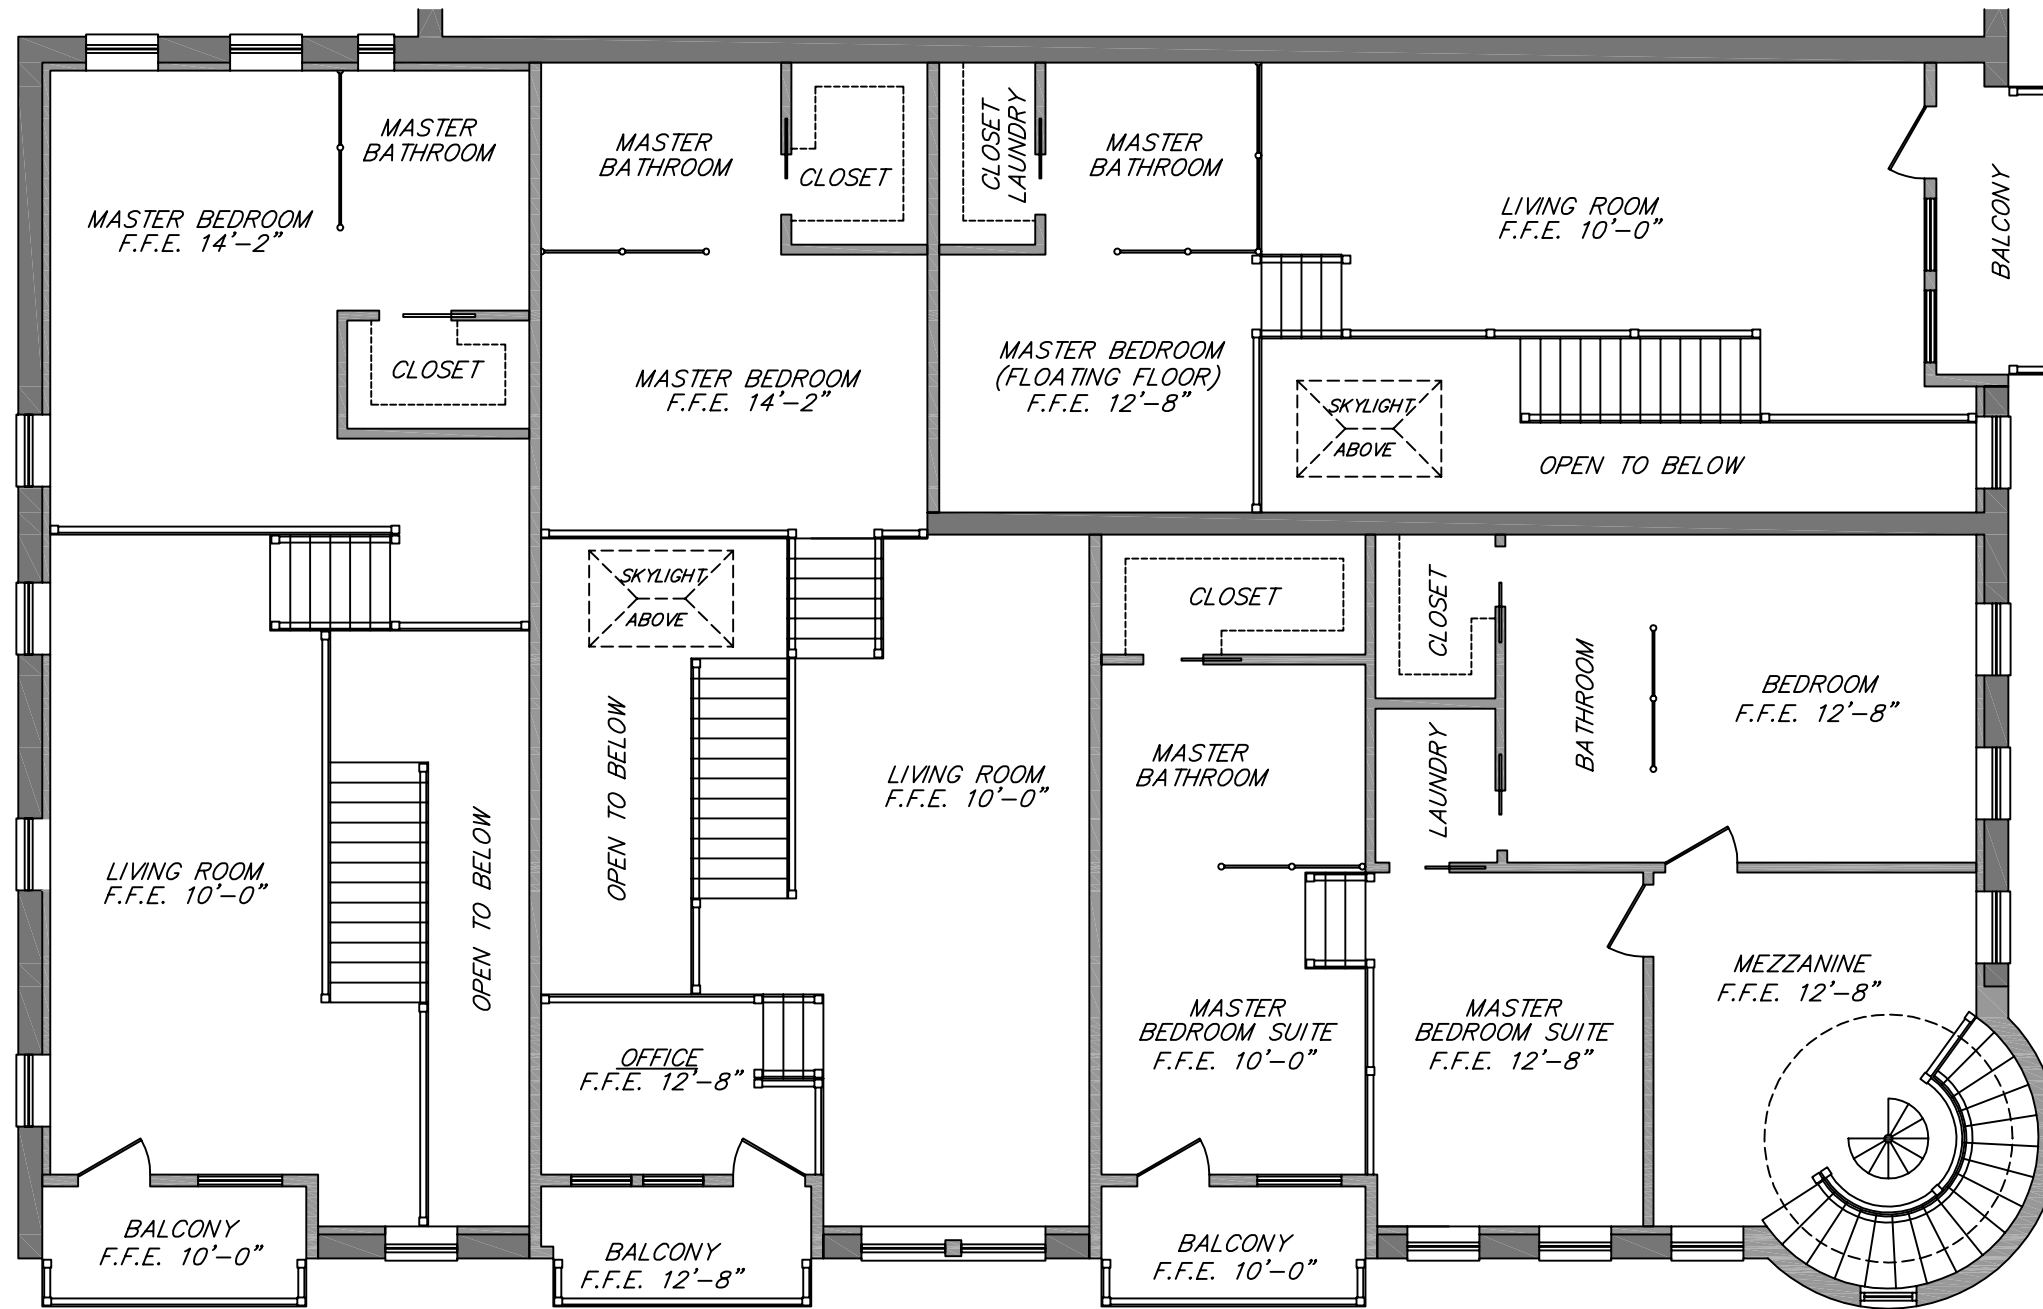 MASTER
BATHROOM
MASTER BEDROOM
F.F.E. 14'-2"
CLOSET
MASTER
BATHROOM
CLOSET
MASTER BEDROOM
F.F.E. 14'-2"
CLOSET
LAUNDRY
MASTER
BATHROOM
MASTER BEDROOM
(FLOATING FLOOR)
F.F.E. 12'-8"
LIVING ROOM
F.F.E. 10'-0"
BALCONY
SKYLIGHT
ABOVE
OPEN TO BELOW
SKYLIGHT
ABOVE
OPEN TO BELOW
LIVING ROOM
F.F.E. 10'-0"
CLOSET
CLOSET
BATHROOM
BEDROOM
F.F.E. 12'-8"
MASTER
BATHROOM
LAUNDRY
LIVING ROOM
F.F.E. 10'-0"
OPEN TO BELOW
OFFICE
F.F.E. 12'-8"
MASTER
BEDROOM SUITE
F.F.E. 10'-0"
MASTER
BEDROOM SUITE
F.F.E. 12'-8"
MEZZANINE
F.F.E. 12'-8"
BALCONY
F.F.E. 10'-0"
BALCONY
F.F.E. 12'-8"
BALCONY
F.F.E. 10'-0"